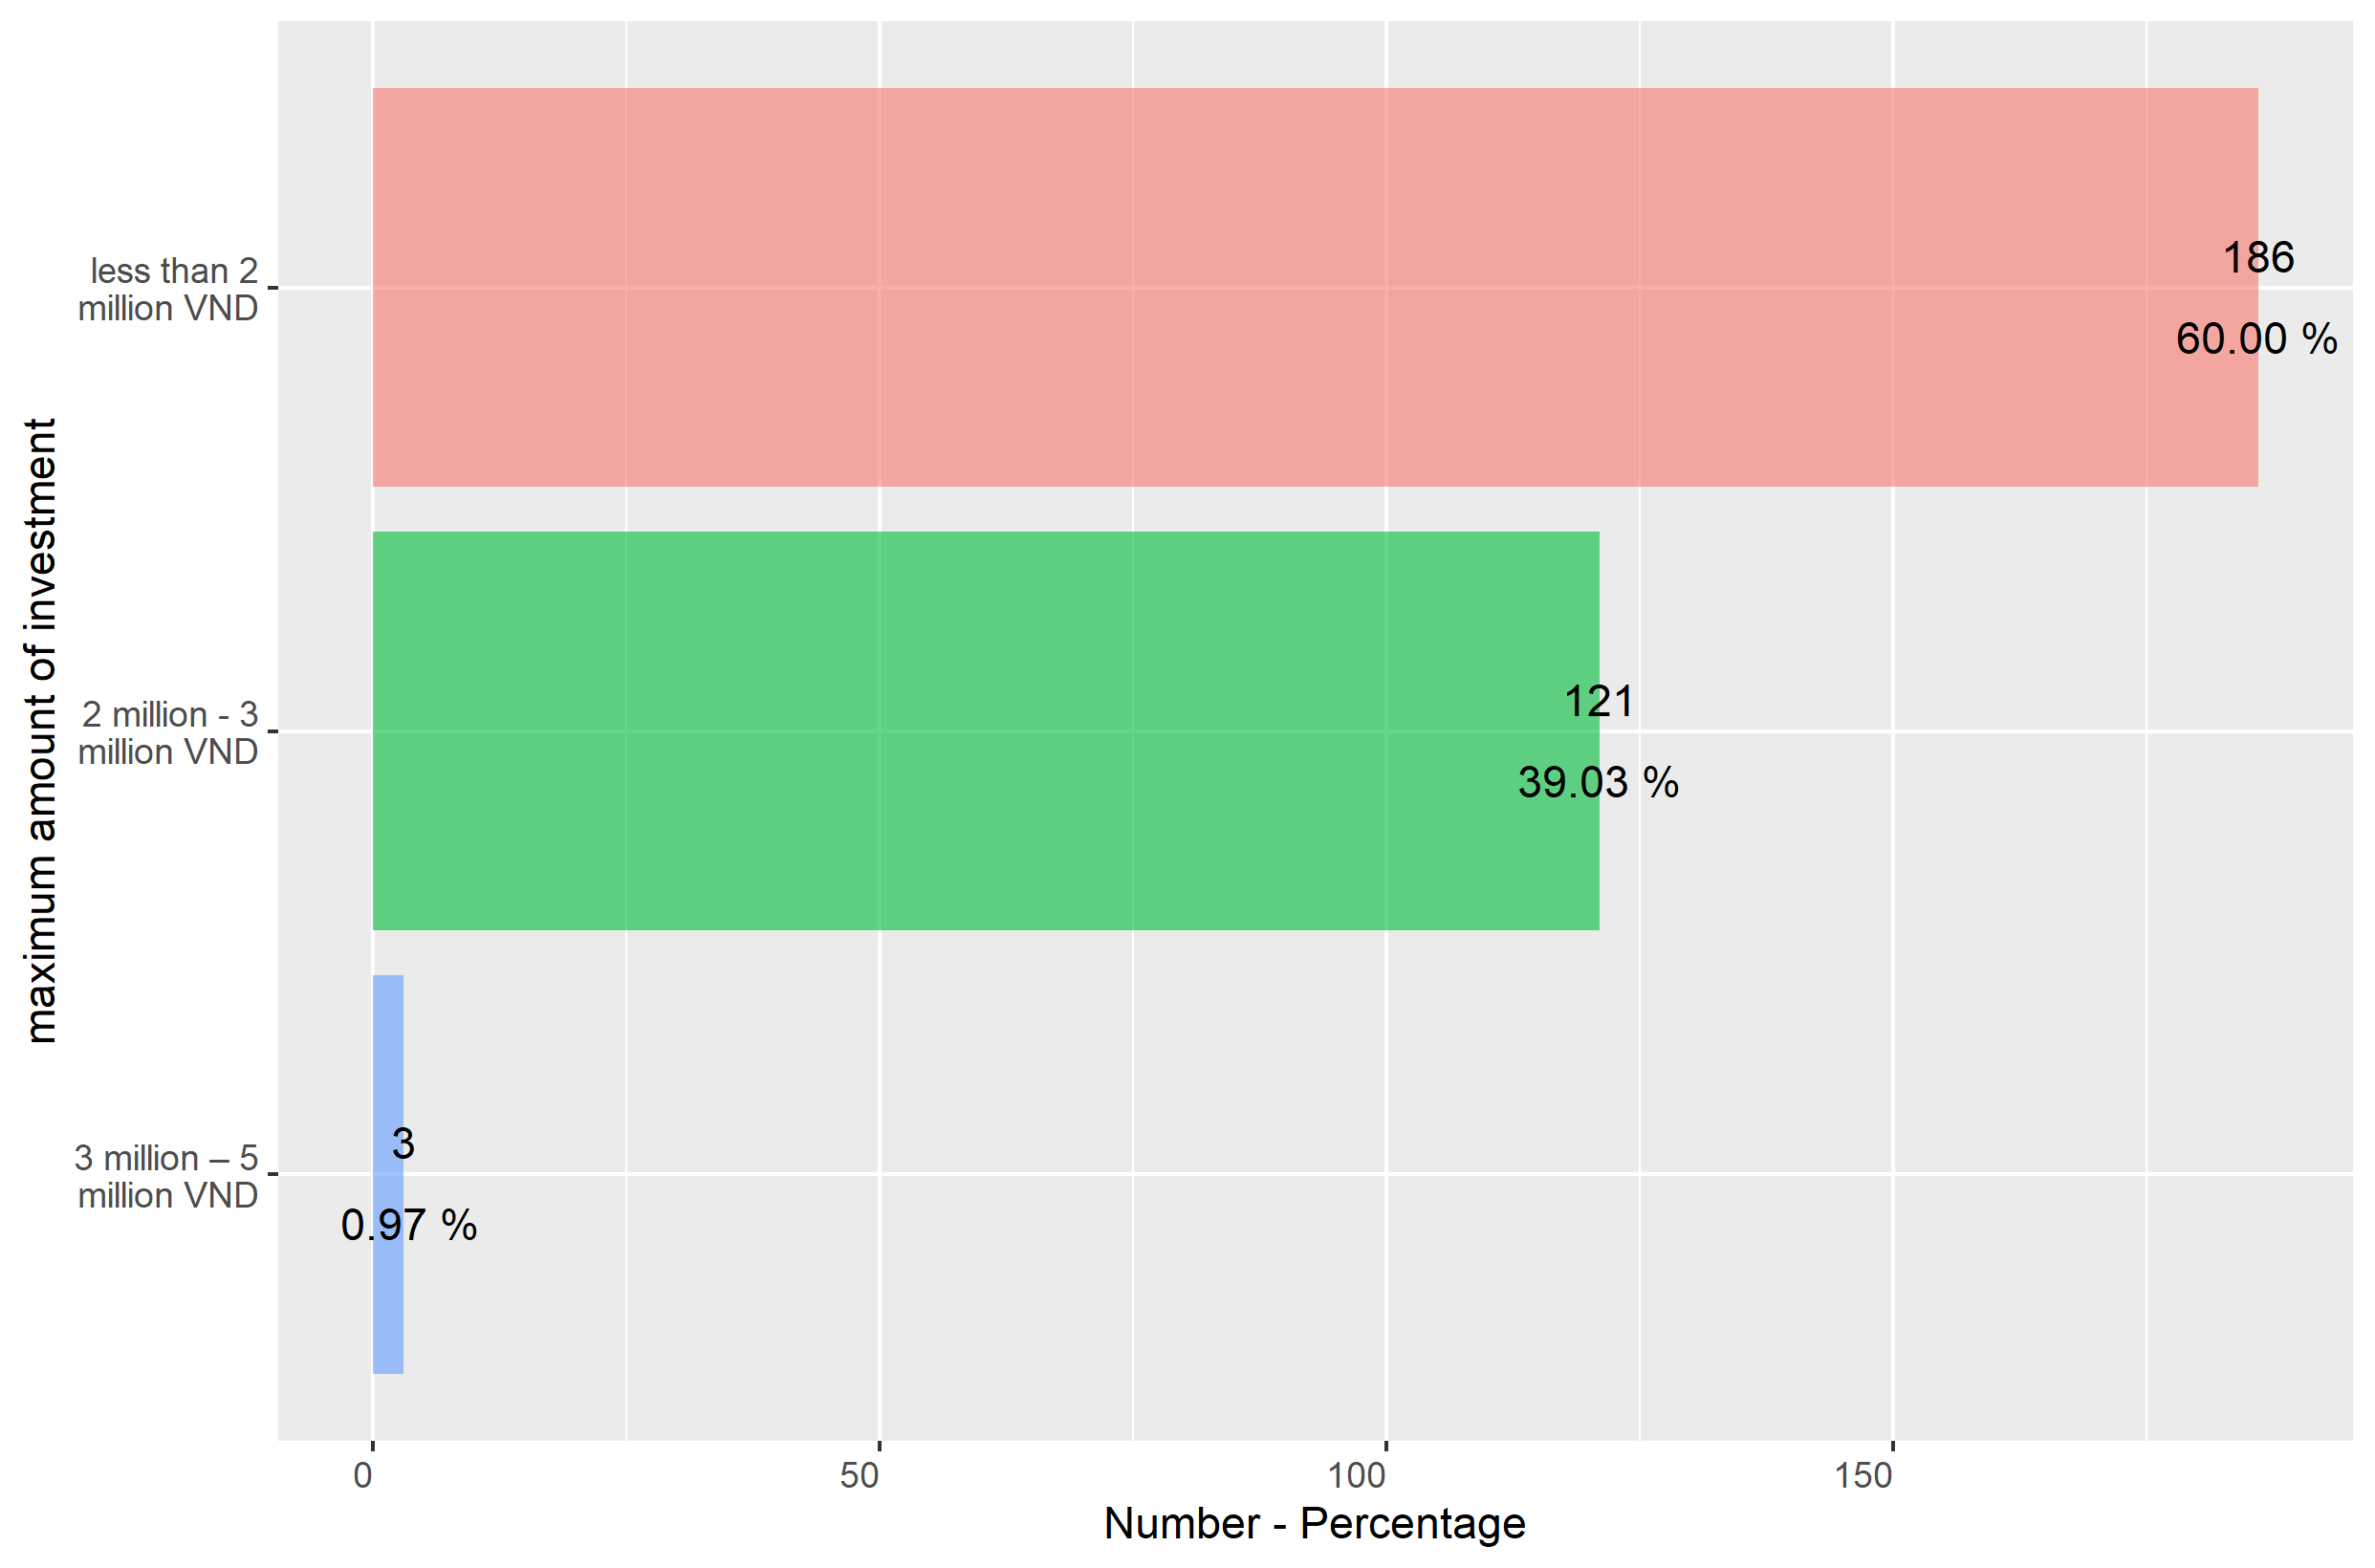 less than 2
million VND
186
60.00 %
2 million - 3
million VND
121
39.03 %
3 million – 5
million VND
3
0.97 %
maximum amount of investment
0
50
100
150
Number - Percentage